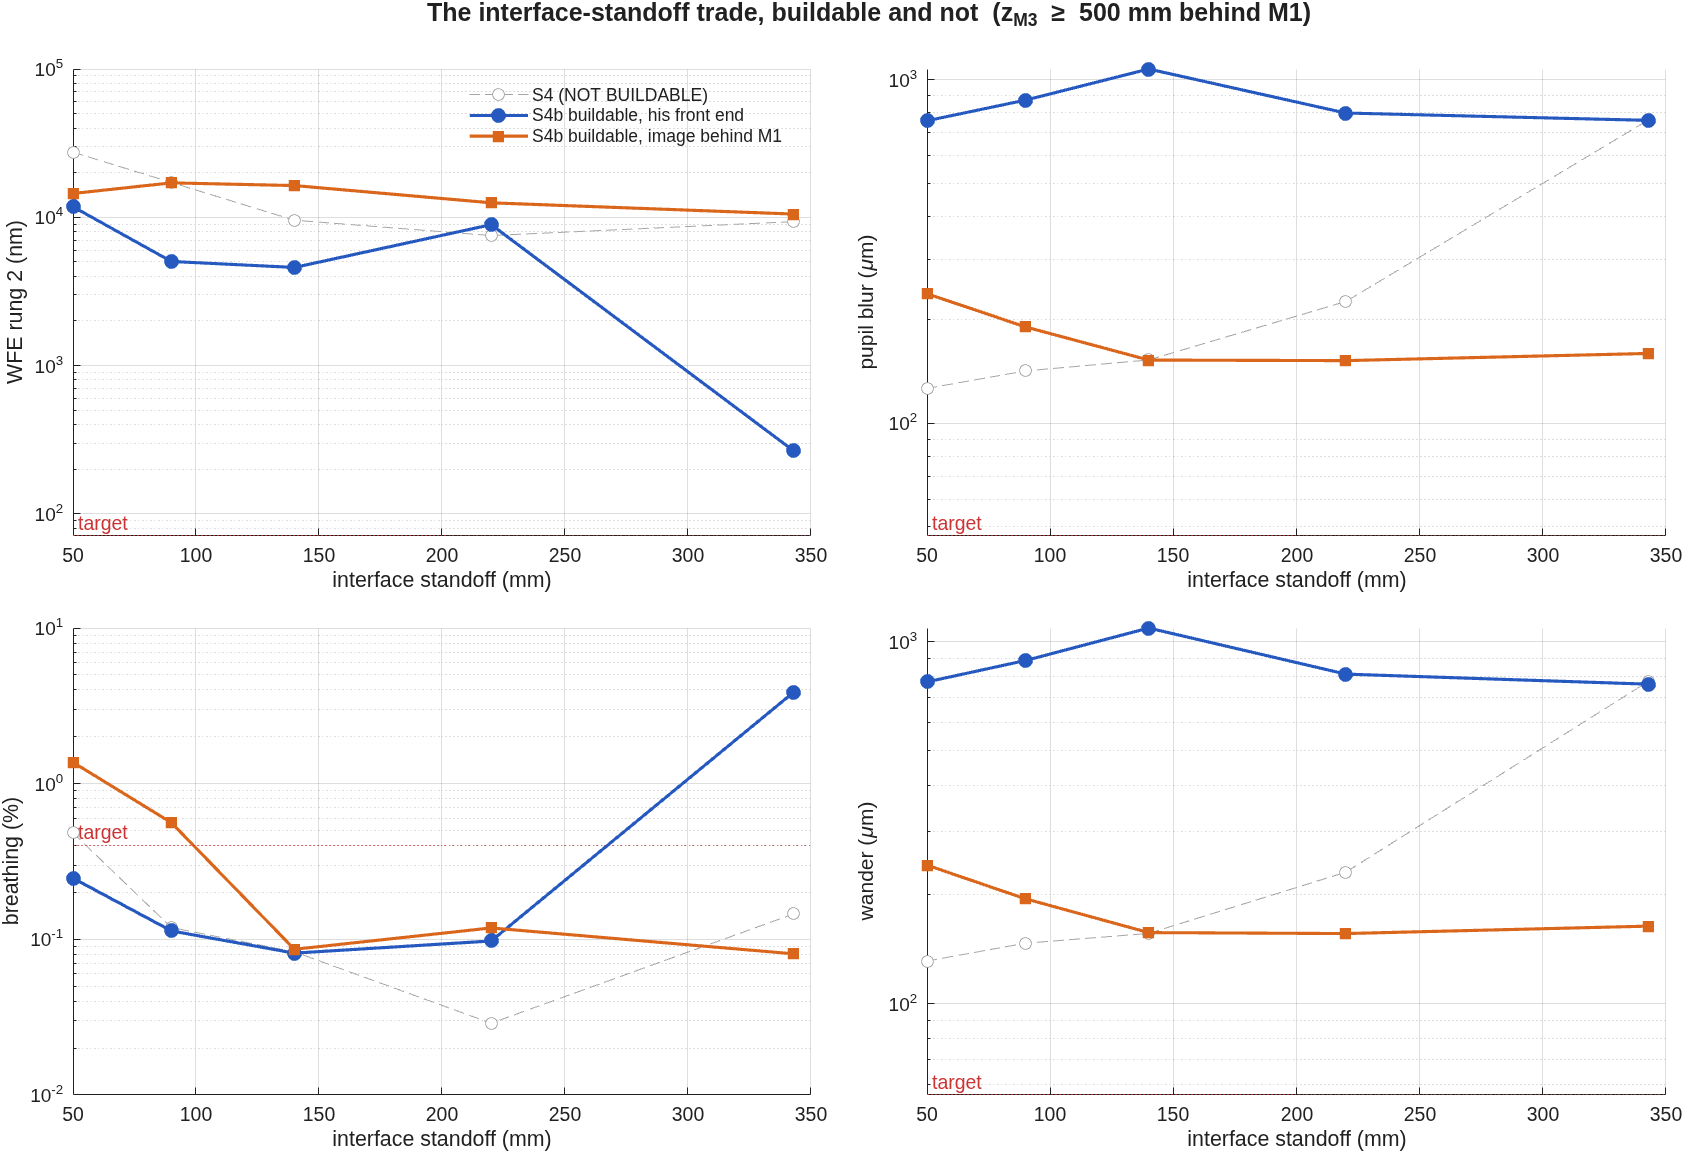 The interface-standoff trade, buildable and not (z_M3 ≥ 500 mm behind M1)
S4 (NOT BUILDABLE)
S4b buildable, his front end
S4b buildable, image behind M1
WFE rung 2 (nm)
10^5
10^4
10^3
10^2
target
50 100 150 200 250 300 350
interface standoff (mm)
pupil blur (μm)
10^3
10^2
target
50 100 150 200 250 300 350
interface standoff (mm)
breathing (%)
10^1
10^0
target
10^-1
10^-2
50 100 150 200 250 300 350
interface standoff (mm)
wander (μm)
10^3
10^2
target
50 100 150 200 250 300 350
interface standoff (mm)